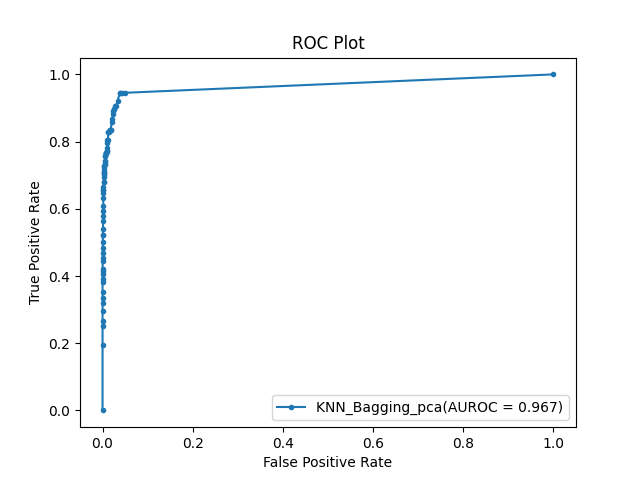 ROC Plot
True Positive Rate
1.0
0.8
0.6
0.4
0.2
0.0
KNN_Bagging_pca(AUROC = 0.967)
0.0 0.2 0.4 0.6 0.8 1.0
False Positive Rate